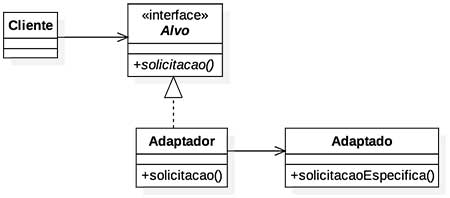 Cliente
«interface»
Alvo
+solicitacao()
Adaptador
+solicitacao()
Adaptado
+solicitacaoEspecifica()